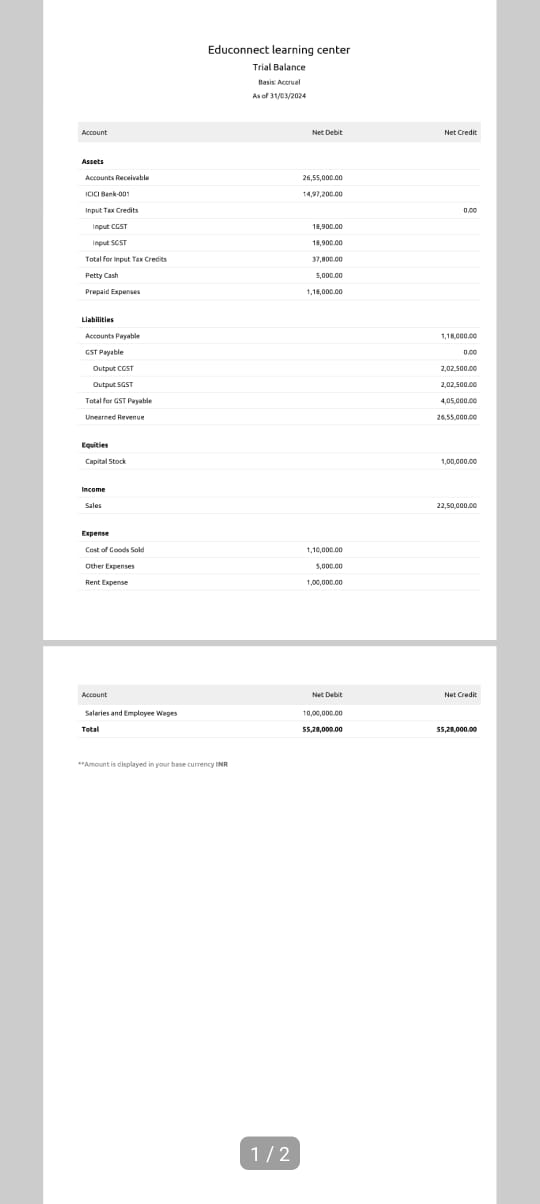 Educonnect learning center
Trial Balance
Basis: Accrual
As of 31/03/2024
Account Net Debit Net Credit
Assets
Accounts Receivable 26,55,000.00
ICICI Bank-001 14,97,200.00
Input Tax Credits 0.00
Input CGST 18,900.00
Input SGST 18,900.00
Total for Input Tax Credits 37,800.00
Petty Cash 5,000.00
Prepaid Expenses 1,18,000.00
Liabilities
Accounts Payable 1,18,000.00
GST Payable 0.00
Output CGST 2,02,500.00
Output SGST 2,02,500.00
Total for GST Payable 4,05,000.00
Unearned Revenue 26,55,000.00
Equities
Capital Stock 1,00,000.00
Income
Sales 22,50,000.00
Expense
Cost of Goods Sold 1,10,000.00
Other Expenses 5,000.00
Rent Expense 1,00,000.00
Account Net Debit Net Credit
Salaries and Employee Wages 10,00,000.00
Total 55,28,000.00 55,28,000.00
**Amount is displayed in your base currency INR
1 / 2